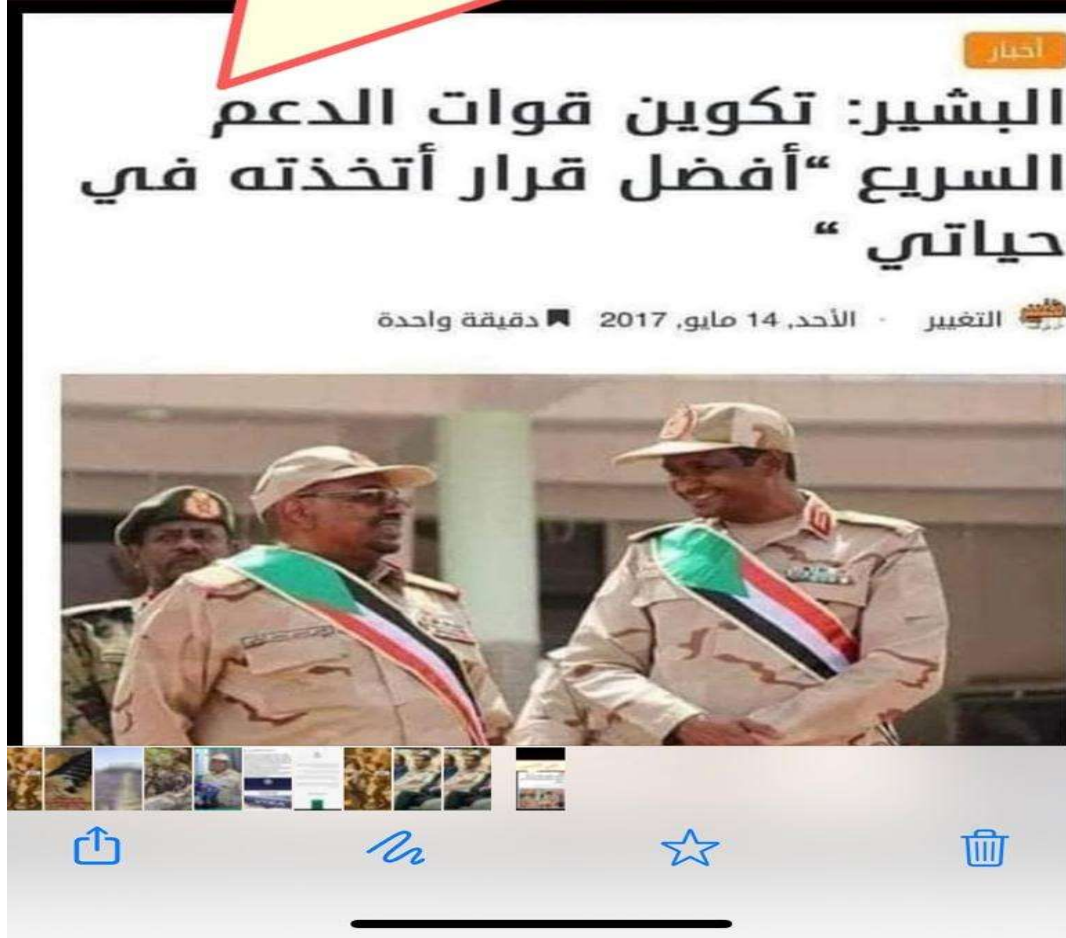 أخبار
البشير: تكوين قوات الدعم
السريع “أفضل قرار أتخذته في
حياتي “
التغيير · الأحد, 14 مايو, 2017 دقيقة واحدة